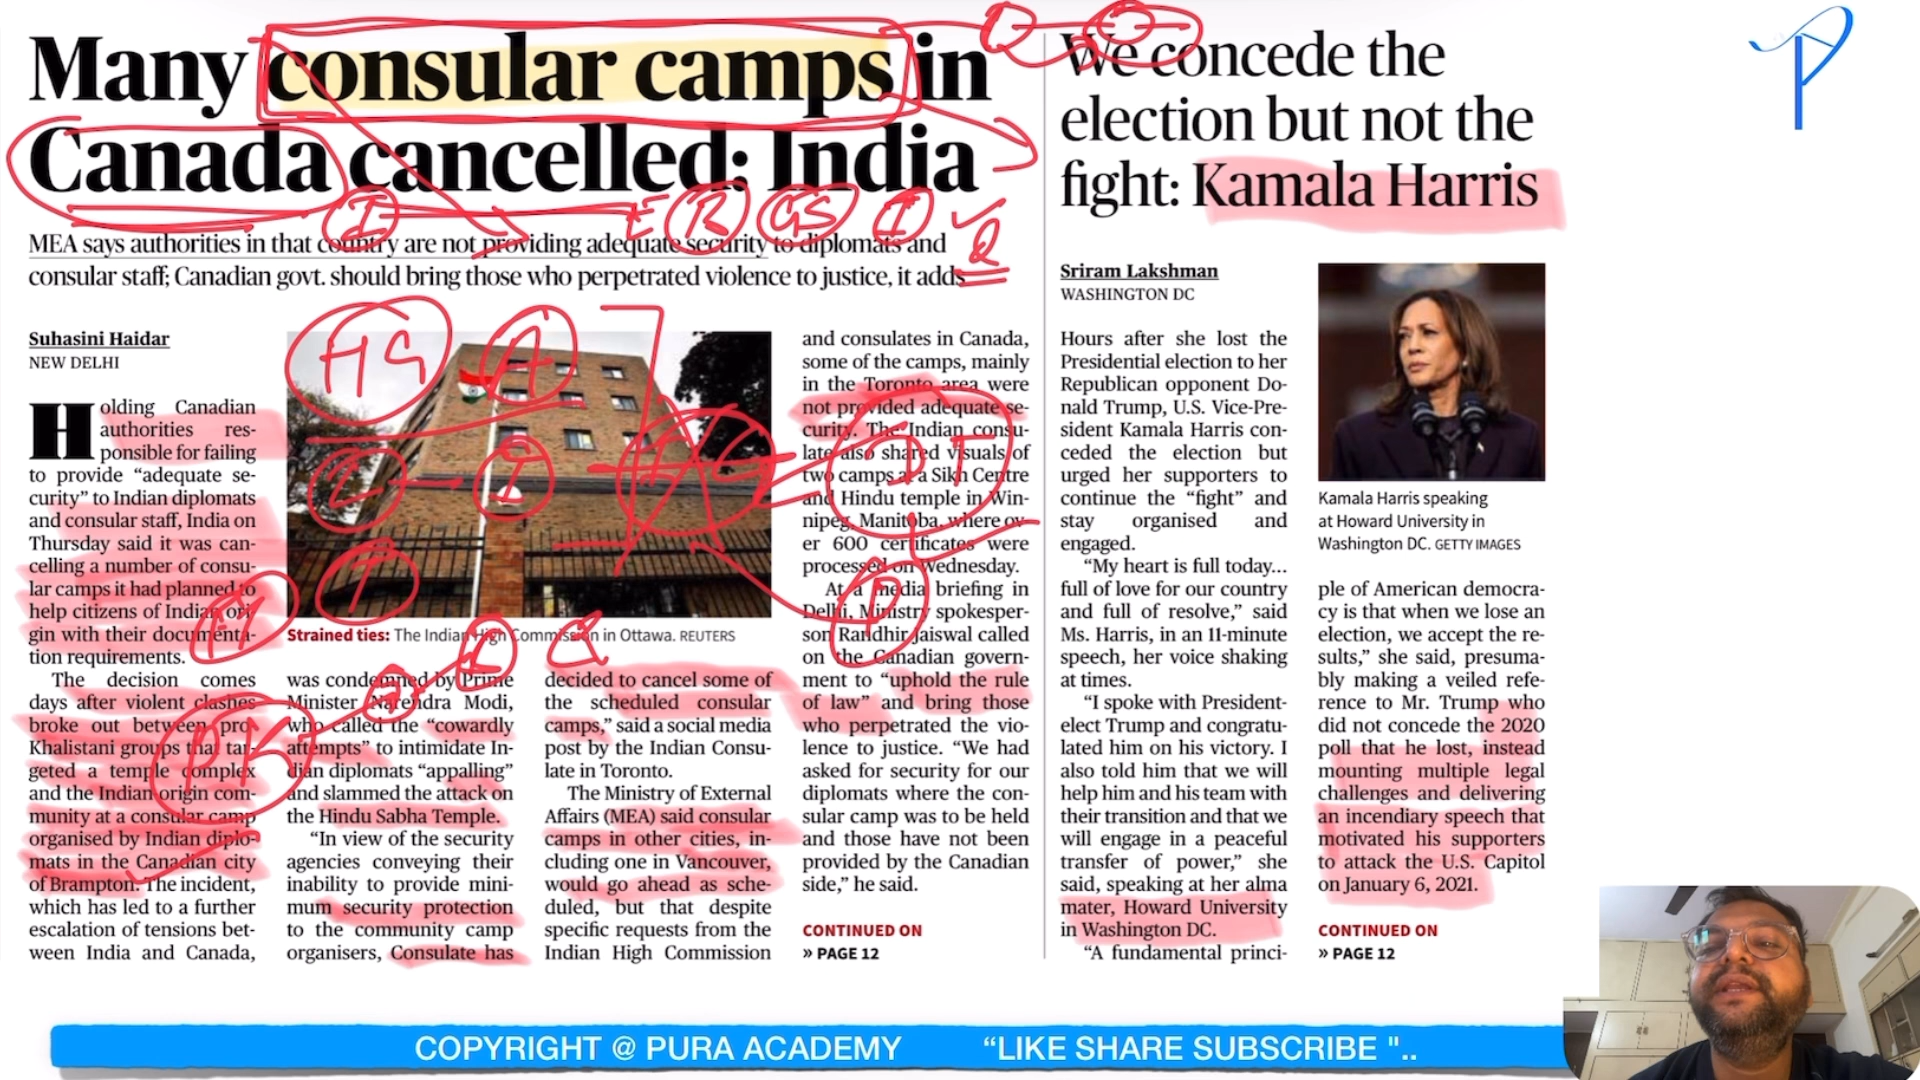 Many consular camps in
Canada cancelled: India
MEA says authorities in that country are not providing adequate security to diplomats and
consular staff; Canadian govt. should bring those who perpetrated violence to justice, it adds
Suhasini Haidar
NEW DELHI
Holding Canadian
authorities res-
ponsible for failing
to provide “adequate se-
curity” to Indian diplomats
and consular staff, India on
Thursday said it was can-
celling a number of consu-
lar camps it had planned to
help citizens of Indian ori-
gin with their documenta-
tion requirements.
The decision comes
days after violent clashes
broke out between pro-
Khalistani groups that tar-
geted a temple complex
and the Indian origin com-
munity at a consular camp
organised by Indian diplo-
mats in the Canadian city
of Brampton. The incident,
which has led to a further
escalation of tensions bet-
ween India and Canada,
Strained ties: The Indian High Commission in Ottawa. REUTERS
was condemned by Prime
Minister Narendra Modi,
who called the “cowardly
attempts” to intimidate In-
dian diplomats “appalling”
and slammed the attack on
the Hindu Sabha Temple.
“In view of the security
agencies conveying their
inability to provide mini-
mum security protection
to the community camp
organisers, Consulate has
decided to cancel some of
the scheduled consular
camps,” said a social media
post by the Indian Consu-
late in Toronto.
The Ministry of External
Affairs (MEA) said consular
camps in other cities, in-
cluding one in Vancouver,
would go ahead as sche-
duled, but that despite
specific requests from the
Indian High Commission
and consulates in Canada,
some of the camps, mainly
in the Toronto area were
not provided adequate se-
curity. The Indian consu-
late also shared visuals of
two camps at a Sikh Centre
and Hindu temple in Win-
nipeg, Manitoba, where ov-
er 600 certificates were
processed on Wednesday.
At a media briefing in
Delhi, Ministry spokesper-
son Randhir Jaiswal called
on the Canadian govern-
ment to “uphold the rule
of law” and bring those
who perpetrated the vio-
lence to justice. “We had
asked for security for our
diplomats where the con-
sular camp was to be held
and those have not been
provided by the Canadian
side,” he said.
CONTINUED ON
» PAGE 12
We concede the
election but not the
fight: Kamala Harris
Sriram Lakshman
WASHINGTON DC
Hours after she lost the
Presidential election to her
Republican opponent Do-
nald Trump, U.S. Vice-Pre-
sident Kamala Harris con-
ceded the election but
urged her supporters to
continue the “fight” and
stay organised and
engaged.
“My heart is full today...
full of love for our country
and full of resolve,” said
Ms. Harris, in an 11-minute
speech, her voice shaking
at times.
“I spoke with President-
elect Trump and congratu-
lated him on his victory. I
also told him that we will
help him and his team with
their transition and that we
will engage in a peaceful
transfer of power,” she
said, speaking at her alma
mater, Howard University
in Washington DC.
“A fundamental princi-
Kamala Harris speaking
at Howard University in
Washington DC. GETTY IMAGES
ple of American democra-
cy is that when we lose an
election, we accept the re-
sults,” she said, presuma-
bly making a veiled refe-
rence to Mr. Trump who
did not concede the 2020
poll that he lost, instead
mounting multiple legal
challenges and delivering
an incendiary speech that
motivated his supporters
to attack the U.S. Capitol
on January 6, 2021.
CONTINUED ON
» PAGE 12
COPYRIGHT @ PURA ACADEMY “LIKE SHARE SUBSCRIBE "..